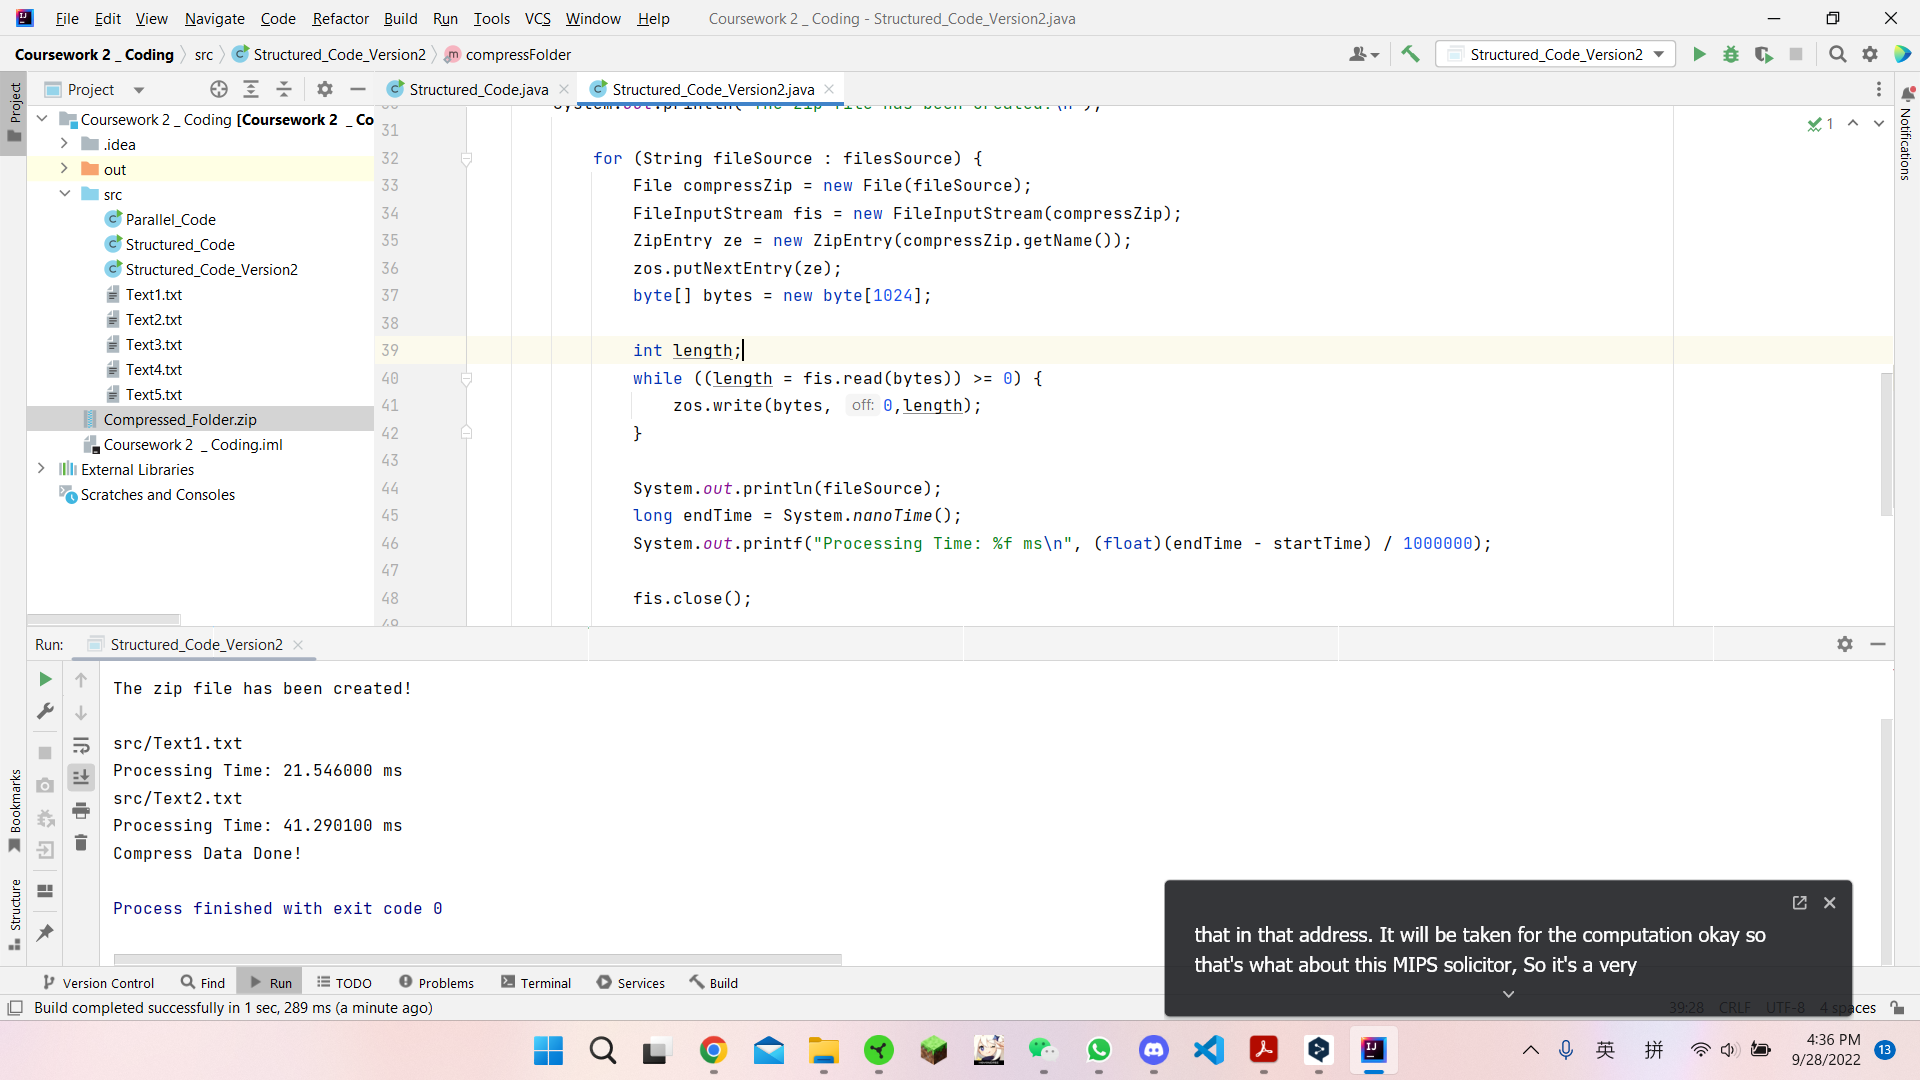 File Edit View Navigate Code Refactor Build Run Tools VCS Window Help Coursework 2 _ Coding - Structured_Code_Version2.java
Coursework 2 _ Coding src Structured_Code_Version2 compressFolder Structured_Code_Version2
Project Structured_Code.java Structured_Code_Version2.java
Project
Notifications
Coursework 2 _ Coding [Coursework 2 _ Co
.idea
out
src
Parallel_Code
Structured_Code
Structured_Code_Version2
Text1.txt
Text2.txt
Text3.txt
Text4.txt
Text5.txt
Compressed_Folder.zip
Coursework 2 _ Coding.iml
External Libraries
Scratches and Consoles
1
31
32 for (String fileSource : filesSource) {
33 File compressZip = new File(fileSource);
34 FileInputStream fis = new FileInputStream(compressZip);
35 ZipEntry ze = new ZipEntry(compressZip.getName());
36 zos.putNextEntry(ze);
37 byte[] bytes = new byte[1024];
38
39 int length;
40 while ((length = fis.read(bytes)) >= 0) {
41 zos.write(bytes, off: 0,length);
42 }
43
44 System.out.println(fileSource);
45 long endTime = System.nanoTime();
46 System.out.printf("Processing Time: %f ms\n", (float)(endTime - startTime) / 1000000);
47
48 fis.close();
Run: Structured_Code_Version2
The zip file has been created!
src/Text1.txt
Processing Time: 21.546000 ms
src/Text2.txt
Processing Time: 41.290100 ms
Compress Data Done!
Process finished with exit code 0
Bookmarks
Structure
that in that address. It will be taken for the computation okay so
that's what about this MIPS solicitor, So it's a very
Version Control Find Run TODO Problems Terminal Services Build
Build completed successfully in 1 sec, 289 ms (a minute ago) 39:28 CRLF UTF-8 4 spaces
英 拼 4:36 PM
9/28/2022 13